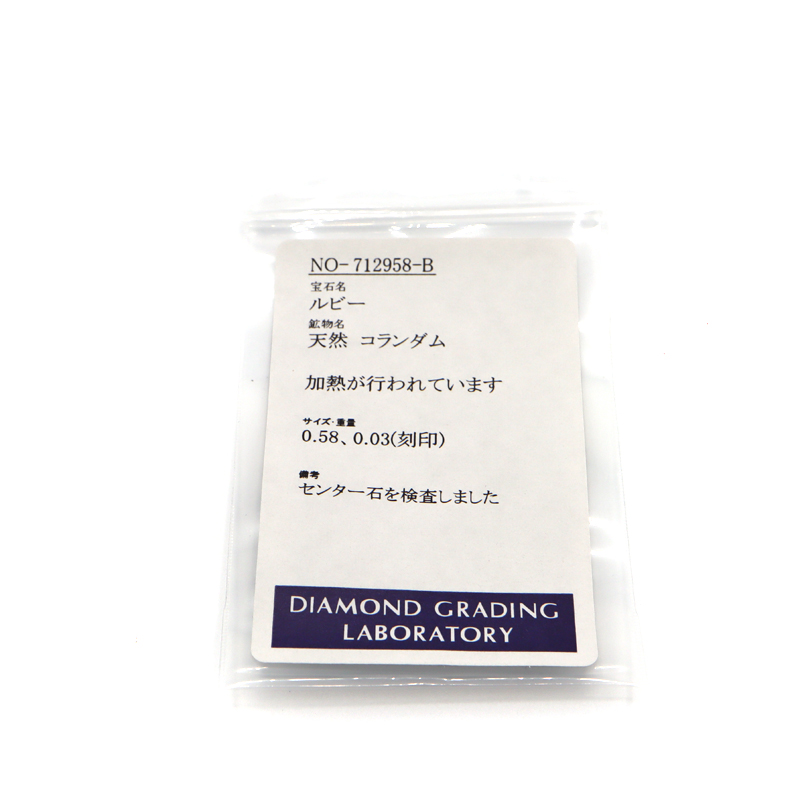 NO-712958-B
宝石名
ルビー
鉱物名
天然 コランダム
加熱が行われています
サイズ・重量
0.58、0.03(刻印)
備考
センター石を検査しました
DIAMOND GRADING
LABORATORY